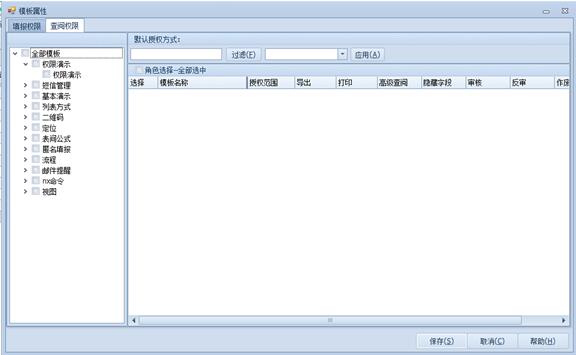 模板属性
填报权限 查阅权限
全部模板
权限演示
权限演示
短信管理
基本演示
列表方式
二维码
定位
表间公式
匿名填报
流程
邮件提醒
nx命令
视图
默认授权方式:
过滤(F) 应用(A)
角色选择--全部选中
选择 模板名称 授权范围 导出 打印 高级查阅 隐藏字段 审核 反审 作废
保存(S) 取消(C) 帮助(H)